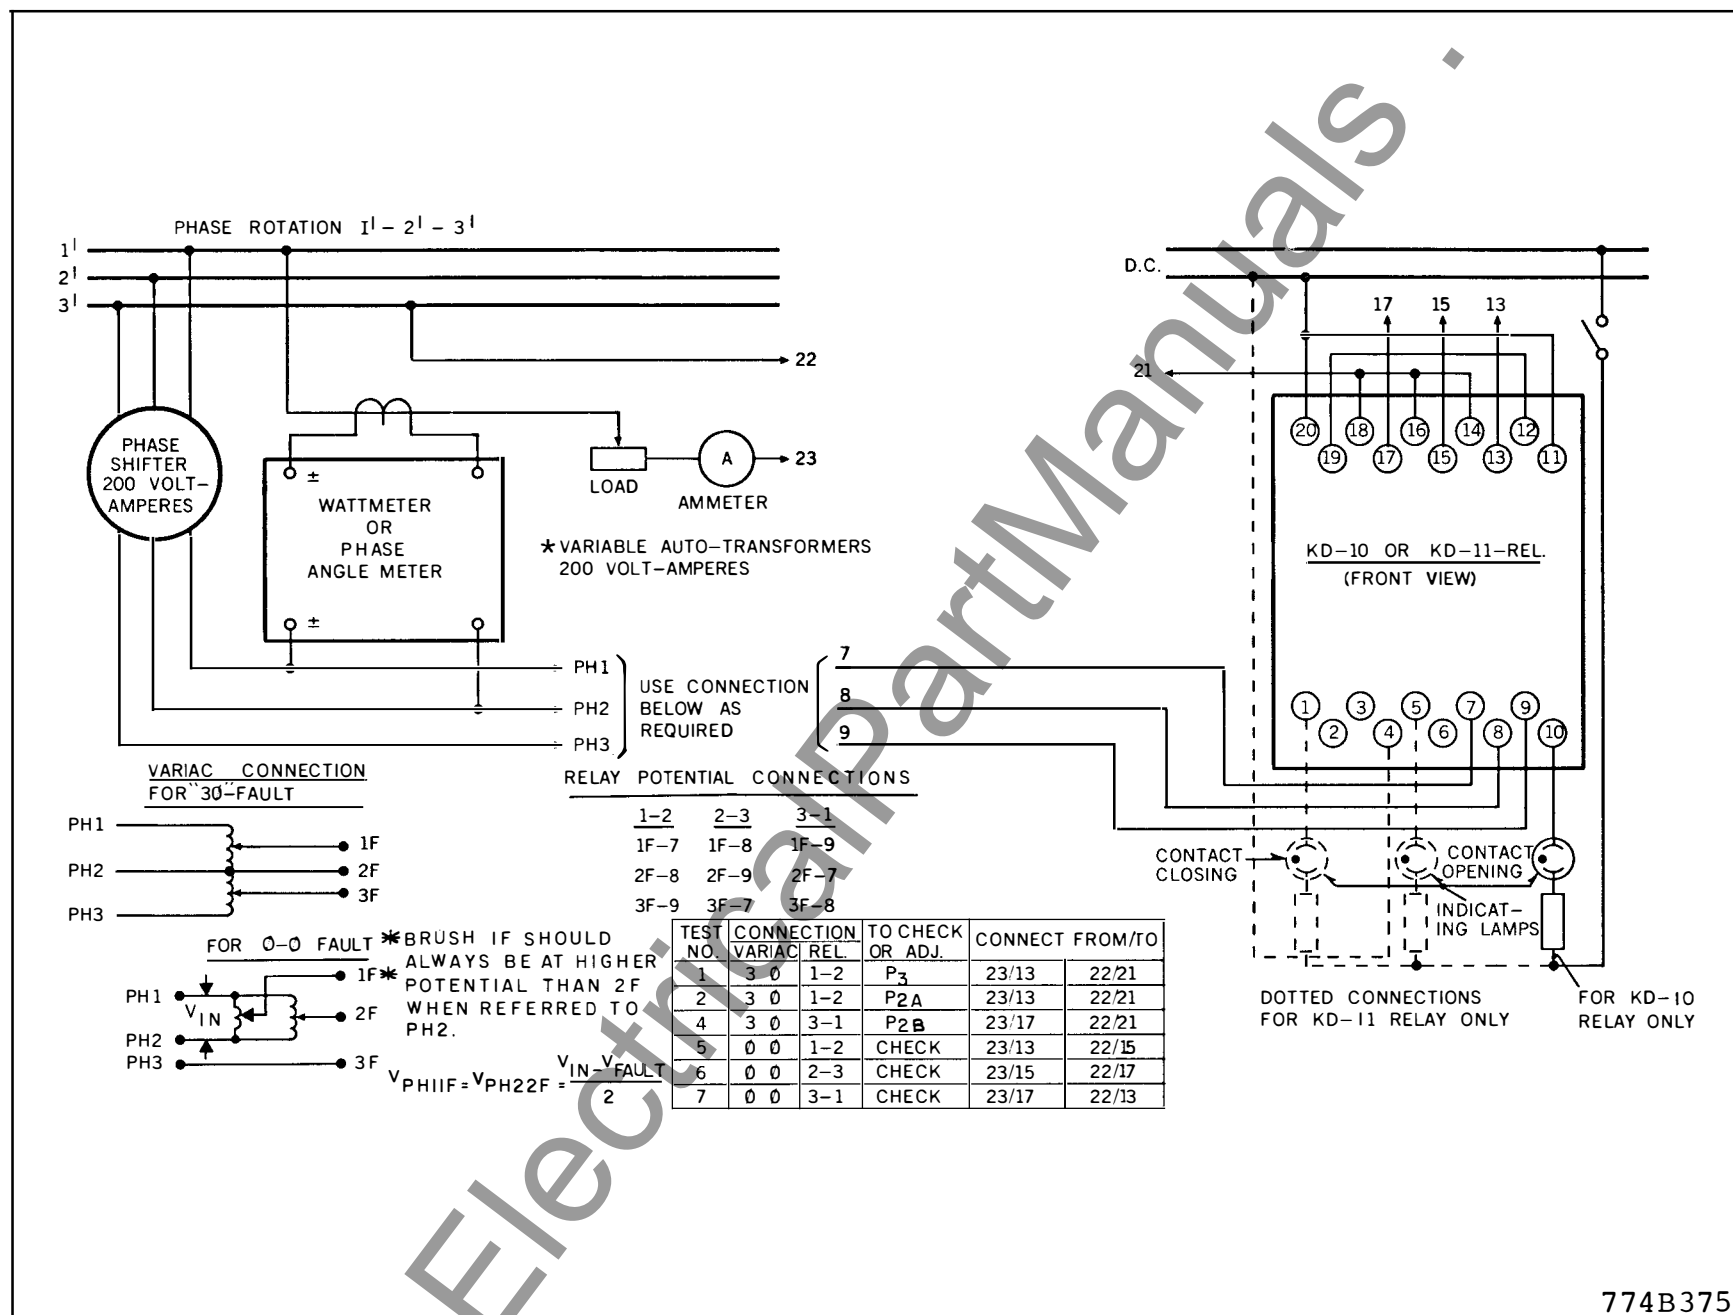 PHASE ROTATION I' – 2' – 3'
1'
2'
3'
D.C.
17
15
13
22
21
PHASE
SHIFTER
200 VOLT–
AMPERES
±
WATTMETER
OR
PHASE
ANGLE METER
±
LOAD
A
23
AMMETER
*VARIABLE AUTO–TRANSFORMERS
200 VOLT–AMPERES
20
18
16
14
12
19
17
15
13
11
KD–10 OR KD–11–REL.
(FRONT VIEW)
1
3
5
7
9
2
4
6
8
10
PH1
PH2
PH3
USE CONNECTION
BELOW AS
REQUIRED
7
8
9
VARIAC CONNECTION
FOR "3Ø–FAULT
PH1
PH2
PH3
1F
2F
3F
RELAY POTENTIAL CONNECTIONS
1–2 2–3 3–1
1F–7 1F–8 1F–9
2F–8 2F–9 2F–7
3F–9 3F–7 3F–8
CONTACT
CLOSING
CONTACT
OPENING
INDICAT–
ING LAMPS
FOR Ø–Ø FAULT
*BRUSH IF SHOULD
ALWAYS BE AT HIGHER
POTENTIAL THAN 2F
WHEN REFERRED TO
PH2.
PH1
PH2
PH3
VIN
1F*
2F
3F
VPH11F = VPH22F = VIN – VFAULT
2
TEST NO. CONNECTION VARIAC REL. TO CHECK OR ADJ. CONNECT FROM/TO
1 3 Ø 1–2 P3 23/13 22/21
2 3 Ø 1–2 P2A 23/13 22/21
4 3 Ø 3–1 P2B 23/17 22/21
5 Ø Ø 1–2 CHECK 23/13 22/15
6 Ø Ø 2–3 CHECK 23/15 22/17
7 Ø Ø 3–1 CHECK 23/17 22/13
DOTTED CONNECTIONS
FOR KD–11 RELAY ONLY
FOR KD–10
RELAY ONLY
ElectricalPartManuals .
774B375